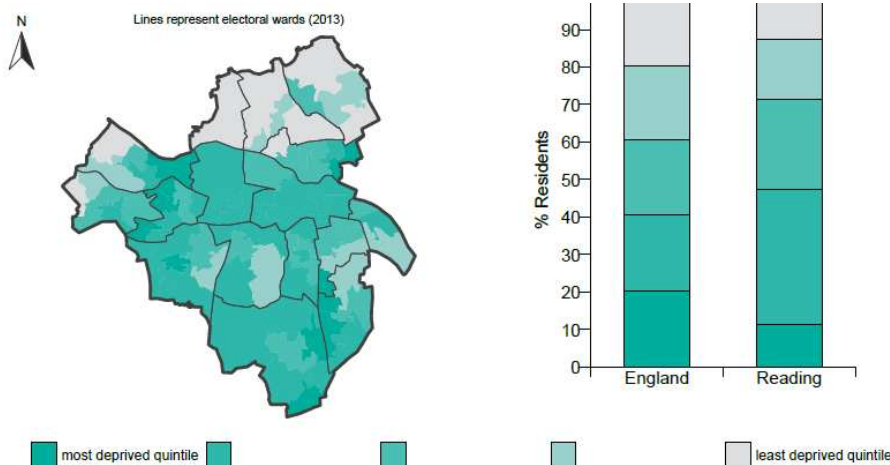 N
Lines represent electoral wards (2013)
90
80
70
60
50
40
30
20
10
0
% Residents
England
Reading
most deprived quintile
least deprived quintile